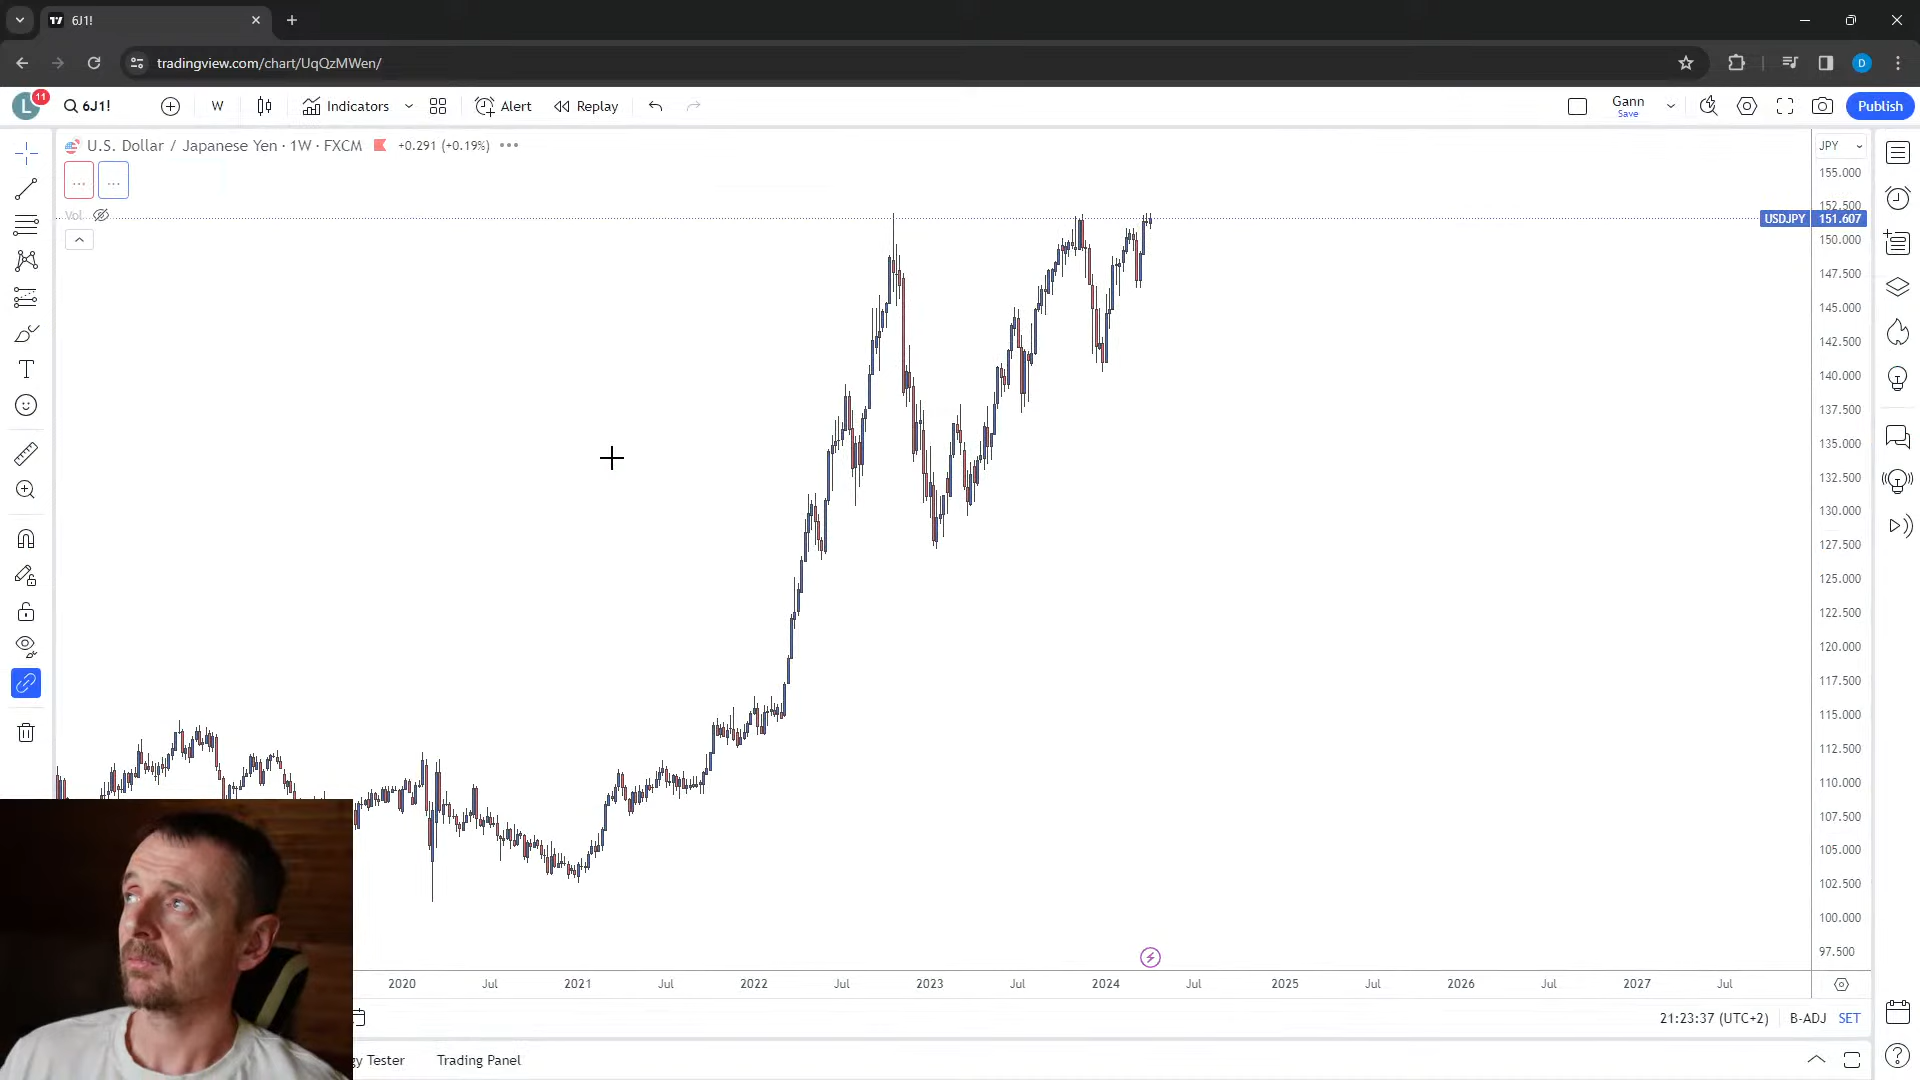 6J1!
tradingview.com/chart/UqQzMWen/
D
L
11
6J1!
W
Indicators
Alert
Replay
Gann
Save
Publish
U.S. Dollar / Japanese Yen · 1W · FXCM
+0.291 (+0.19%)
JPY
... ...
Vol
155.000
152.500
USDJPY 151.607
150.000
147.500
145.000
142.500
140.000
137.500
135.000
132.500
130.000
127.500
125.000
122.500
120.000
117.500
115.000
112.500
110.000
107.500
105.000
102.500
100.000
97.500
2020 Jul 2021 Jul 2022 Jul 2023 Jul 2024 Jul 2025 Jul 2026 Jul 2027 Jul
21:23:37 (UTC+2) B-ADJ SET
gy Tester Trading Panel